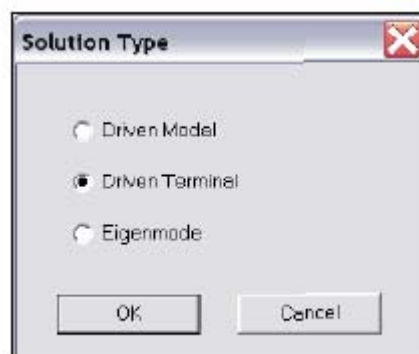 Solution Type
Driven Modal
Driven Terminal
Eigenmode
OK
Cancel